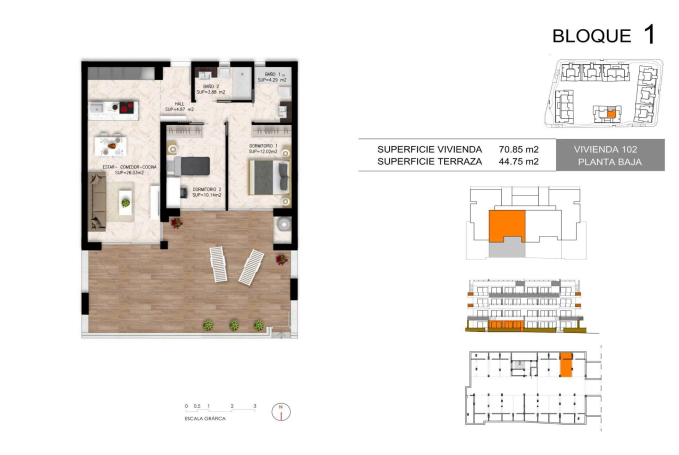 BLOQUE 1
SUPERFICIE VIVIENDA 70.85 m2
SUPERFICIE TERRAZA 44.75 m2
VIVIENDA 102
PLANTA BAJA
BAÑO 1
SUP=4.29 m2
BAÑO 2
SUP=3.88 m2
HALL
SUP=4.87 m2
DORMITORIO 1
SUP=12.02m2
ESTAR- COMEDOR-COCINA
SUP=26.03m2
DORMITORIO 2
SUP=10.14m2
0 0.5 1 2 3
ESCALA GRÁFICA
N